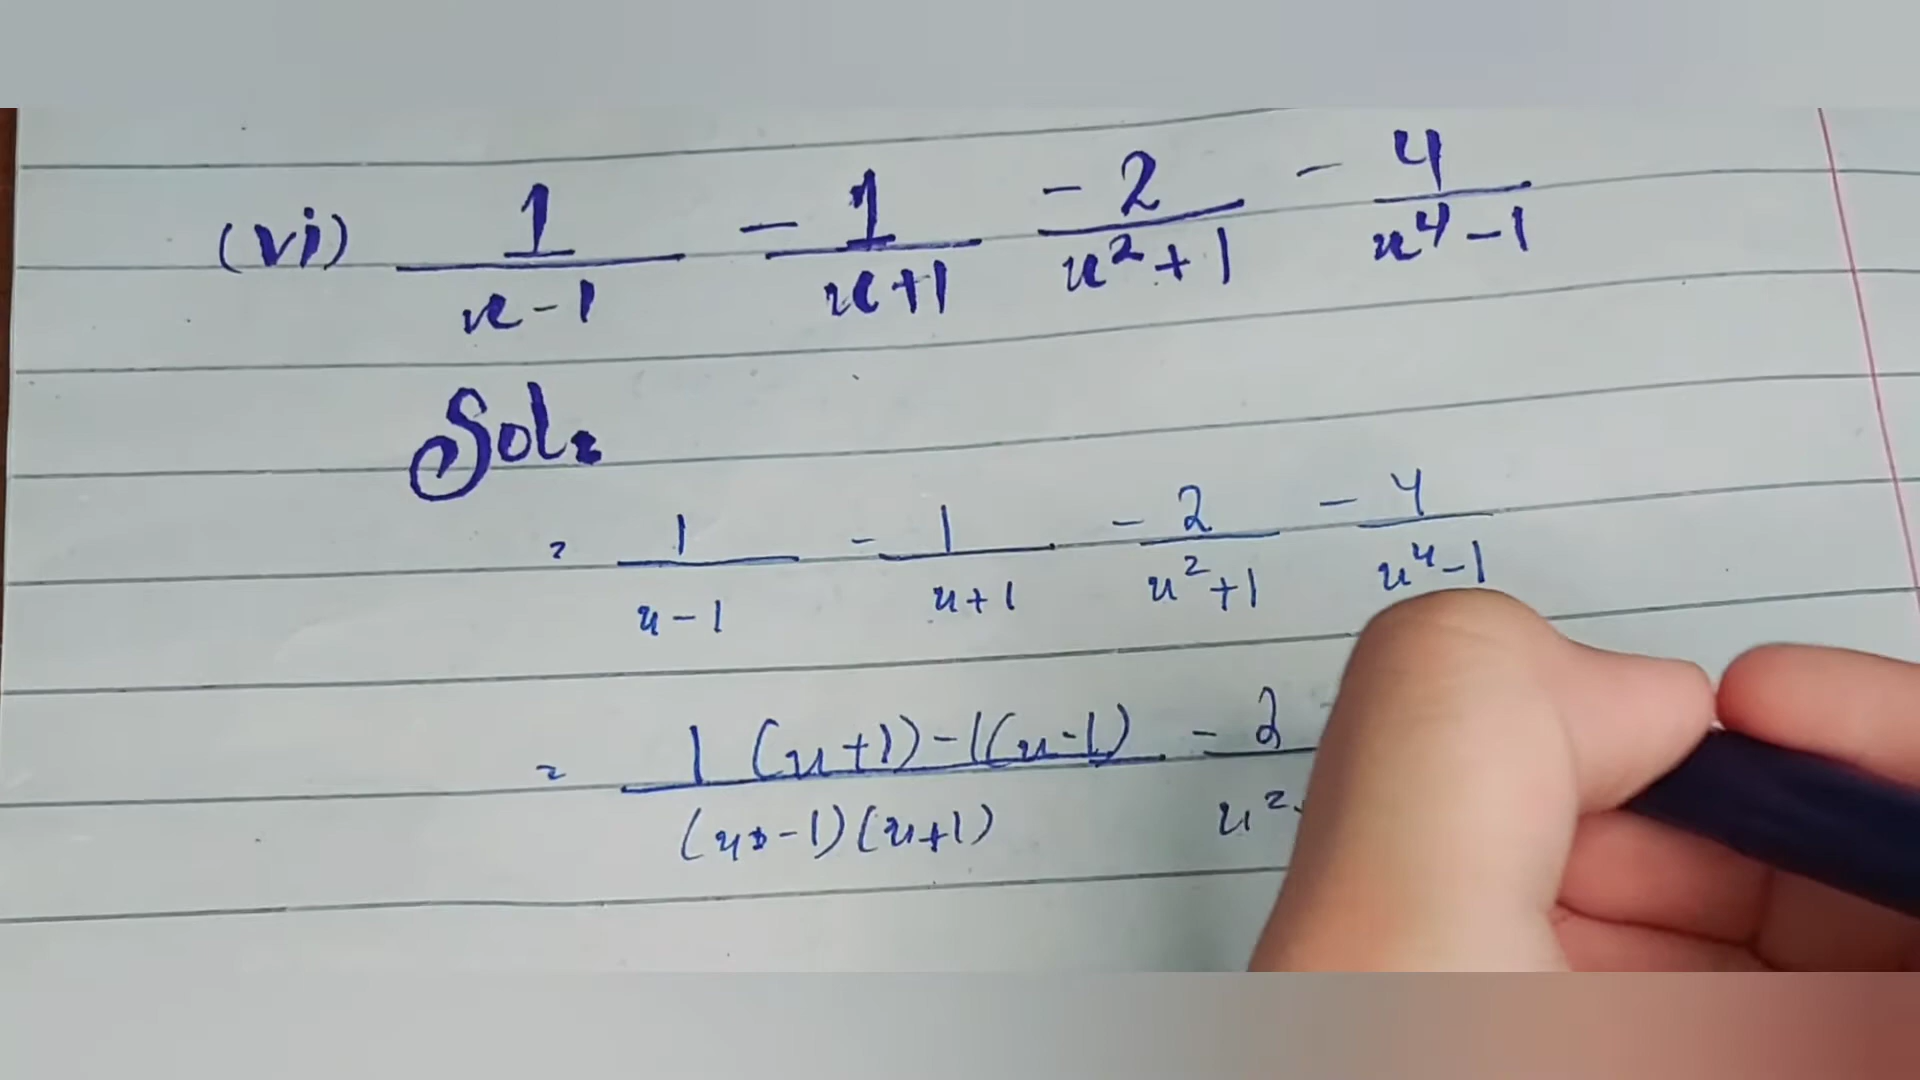 (vi) 1/(x-1) - 1/(x+1) - 2/(x²+1) - 4/(x⁴-1)
Sol:
= 1/(x-1) - 1/(x+1) - 2/(x²+1) - 4/(x⁴-1)
= (1(x+1)-1(x-1))/((x-1)(x+1)) - 2/x²